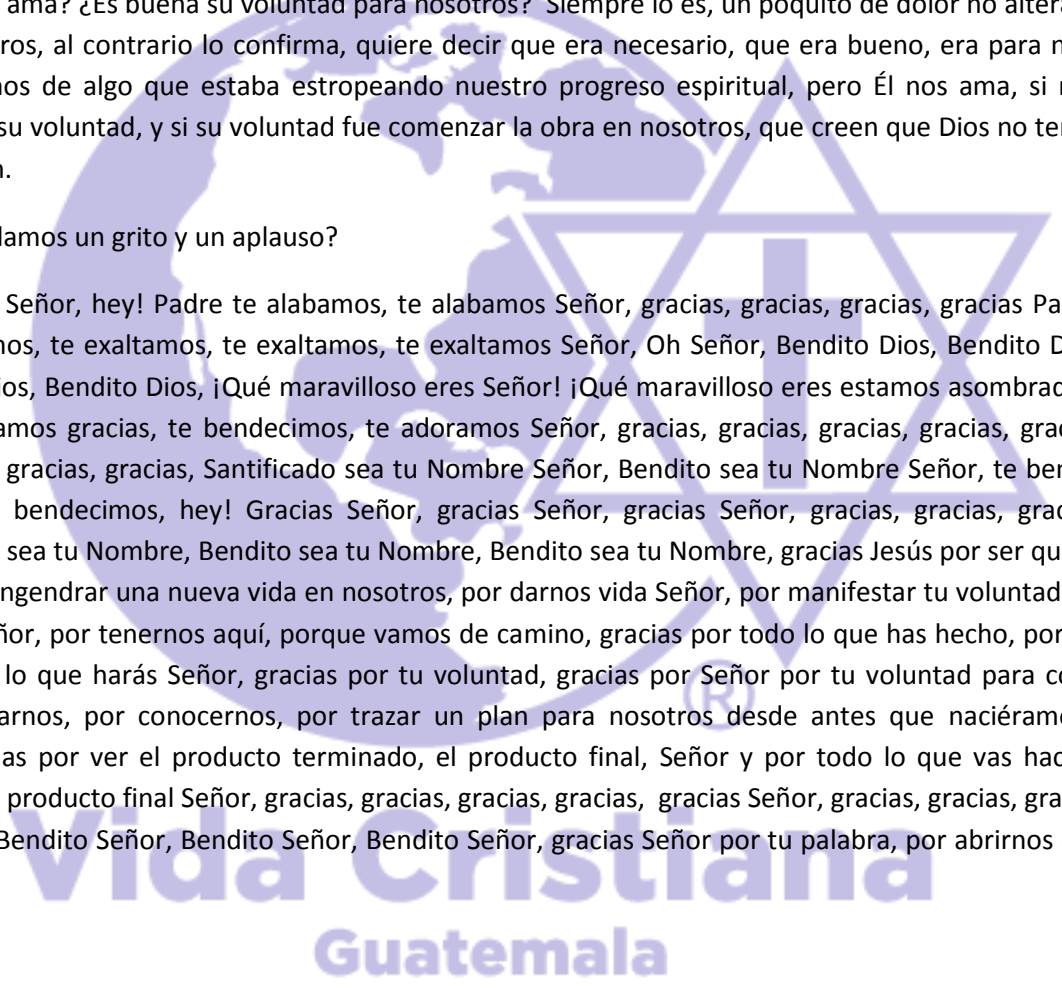 ama? ¿Es buena su voluntad para nosotros? Siempre lo es, un poquito de dolor no altera
ros, al contrario lo confirma, quiere decir que era necesario, que era bueno, era para
nos de algo que estaba estropeando nuestro progreso espiritual, pero Él nos ama, si
su voluntad, y si su voluntad fue comenzar la obra en nosotros, que creen que Dios no
damos un grito y un aplauso?
Señor, hey! Padre te alabamos, te alabamos Señor, gracias, gracias, gracias, gracias Pa
nos, te exaltamos, te exaltamos, te exaltamos Señor, Oh Señor, Bendito Dios, Bendito D
ios, Bendito Dios, ¡Qué maravilloso eres Señor! ¡Qué maravilloso eres estamos asombrad
amos gracias, te bendecimos, te adoramos Señor, gracias, gracias, gracias, gracias, gra
gracias, gracias, Santificado sea tu Nombre Señor, Bendito sea tu Nombre Señor, te ben
bendecimos, hey! Gracias Señor, gracias Señor, gracias Señor, gracias, gracias, gra
sea tu Nombre, Bendito sea tu Nombre, Bendito sea tu Nombre, gracias Jesús por ser qu
ngendrar una nueva vida en nosotros, por darnos vida Señor, por manifestar tu voluntad
ñor, por tenernos aquí, porque vamos de camino, gracias por todo lo que has hecho, por
lo que harás Señor, gracias por tu voluntad, gracias por Señor por tu voluntad para co
®
arnos, por conocernos, por trazar un plan para nosotros desde antes que naciéram
as por ver el producto terminado, el producto final, Señor y por todo lo que vas hac
producto final Señor, gracias, gracias, gracias, gracias, gracias Señor, gracias, gracias, gra
Bendito Señor, Bendito Señor, Bendito Señor, gracias Señor por tu palabra, por abrirnos
Vida Cristiana
Guatemala